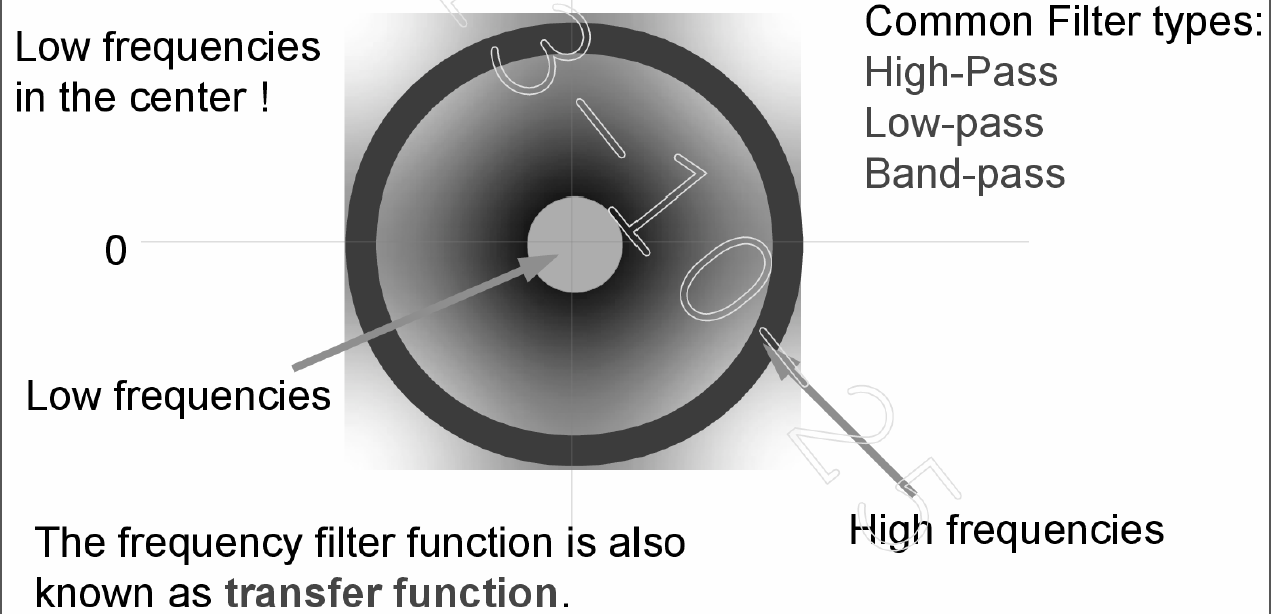 Low frequencies
in the center !
Common Filter types:
High-Pass
Low-pass
Band-pass
0
Low frequencies
High frequencies
The frequency filter function is also
known as transfer function.